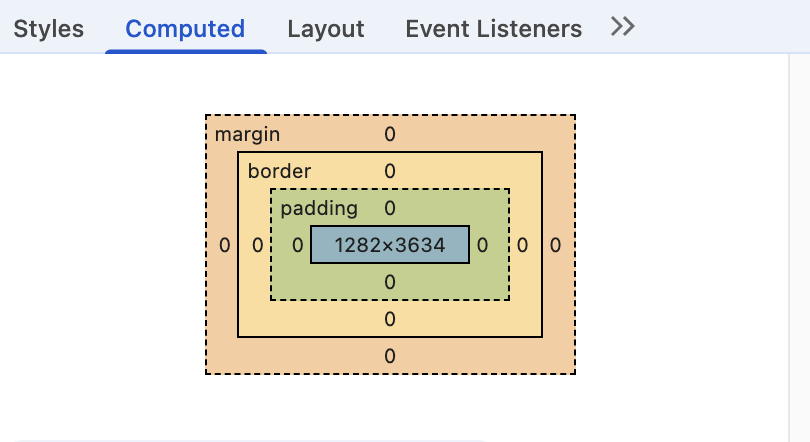 Styles Computed Layout Event Listeners
margin 0
border 0
padding 0
0 0 0 1282×3634 0 0 0
0
0
0